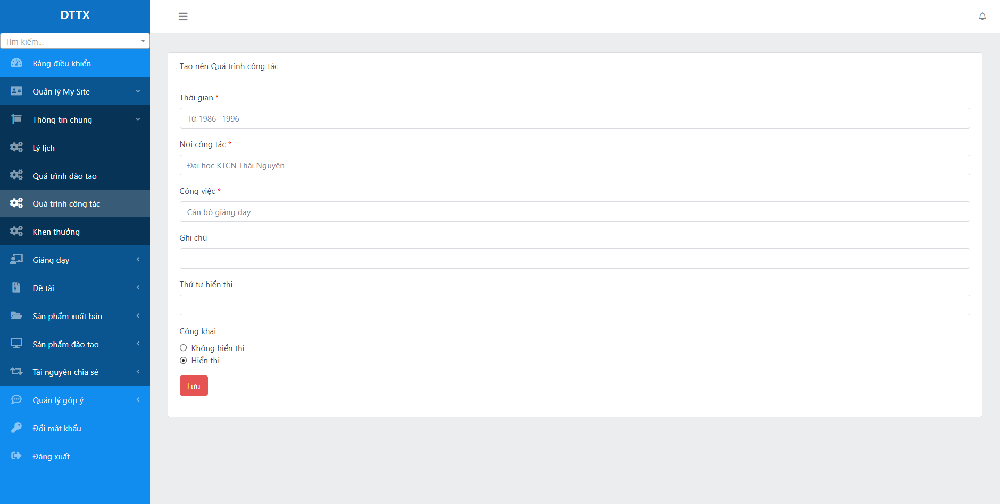 DTTX
Tìm kiếm...
Bảng điều khiển
Quản lý My Site
Thông tin chung
Lý lịch
Quá trình đào tạo
Quá trình công tác
Khen thưởng
Giảng dạy
Đề tài
Sản phẩm xuất bản
Sản phẩm đào tạo
Tài nguyên chia sẻ
Quản lý góp ý
Đổi mật khẩu
Đăng xuất
Tạo nên Quá trình công tác
Thời gian *
Từ 1986 -1996
Nơi công tác *
Đại học KTCN Thái Nguyên
Công việc *
Cán bộ giảng dạy
Ghi chú
Thứ tự hiển thị
Công khai
Không hiển thị
Hiển thị
Lưu